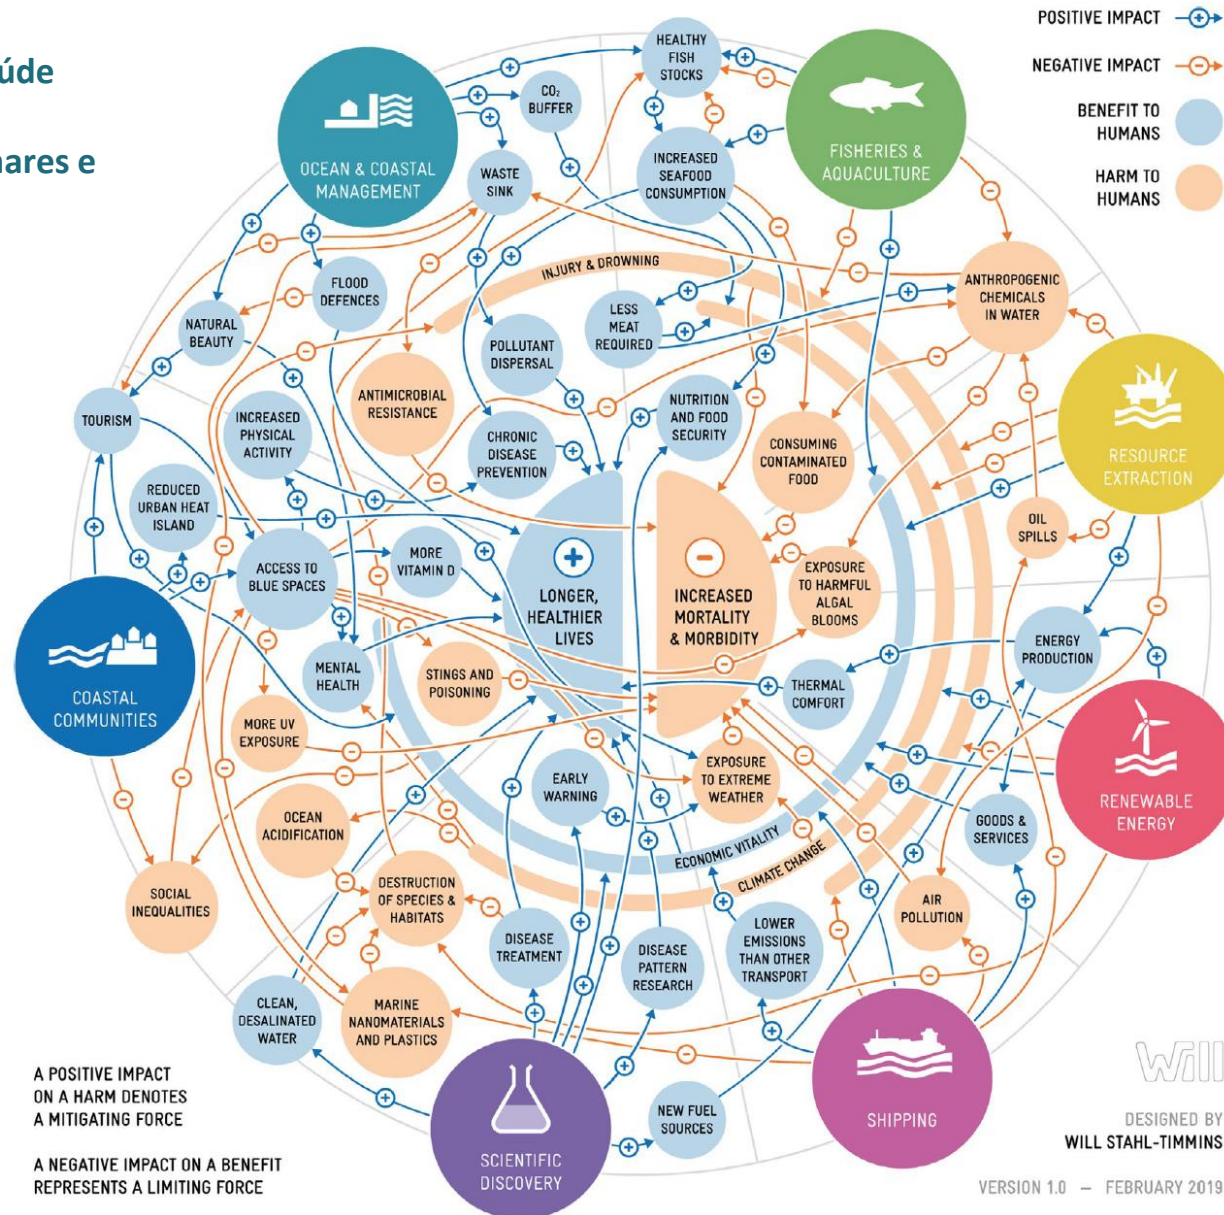 úde
nares e
POSITIVE IMPACT
NEGATIVE IMPACT
BENEFIT TO
HUMANS
HARM TO
HUMANS
HEALTHY
FISH
STOCKS
CO₂
BUFFER
OCEAN & COASTAL
MANAGEMENT
WASTE
SINK
INCREASED
SEAFOOD
CONSUMPTION
FISHERIES &
AQUACULTURE
INJURY & DROWNING
FLOOD
DEFENCES
NATURAL
BEAUTY
LESS
MEAT
REQUIRED
ANTHROPOGENIC
CHEMICALS
IN WATER
POLLUTANT
DISPERSAL
ANTIMICROBIAL
RESISTANCE
TOURISM
INCREASED
PHYSICAL
ACTIVITY
CHRONIC
DISEASE
PREVENTION
NUTRITION
AND FOOD
SECURITY
CONSUMING
CONTAMINATED
FOOD
RESOURCE
EXTRACTION
REDUCED
URBAN HEAT
ISLAND
OIL
SPILLS
ACCESS TO
BLUE SPACES
MORE
VITAMIN D
LONGER,
HEALTHIER
LIVES
INCREASED
MORTALITY
& MORBIDITY
EXPOSURE
TO HARMFUL
ALGAL
BLOOMS
ENERGY
PRODUCTION
COASTAL
COMMUNITIES
MENTAL
HEALTH
STINGS AND
POISONING
THERMAL
COMFORT
MORE UV
EXPOSURE
EARLY
WARNING
EXPOSURE
TO EXTREME
WEATHER
RENEWABLE
ENERGY
OCEAN
ACIDIFICATION
GOODS &
SERVICES
ECONOMIC VITALITY
CLIMATE CHANGE
SOCIAL
INEQUALITIES
DESTRUCTION
OF SPECIES &
HABITATS
AIR
POLLUTION
DISEASE
TREATMENT
DISEASE
PATTERN
RESEARCH
LOWER
EMISSIONS
THAN OTHER
TRANSPORT
CLEAN,
DESALINATED
WATER
MARINE
NANOMATERIALS
AND PLASTICS
A POSITIVE IMPACT
ON A HARM DENOTES
A MITIGATING FORCE
A NEGATIVE IMPACT ON A BENEFIT
REPRESENTS A LIMITING FORCE
SCIENTIFIC
DISCOVERY
NEW FUEL
SOURCES
SHIPPING
Will
DESIGNED BY
WILL STAHL-TIMMINS
VERSION 1.0 — FEBRUARY 2019